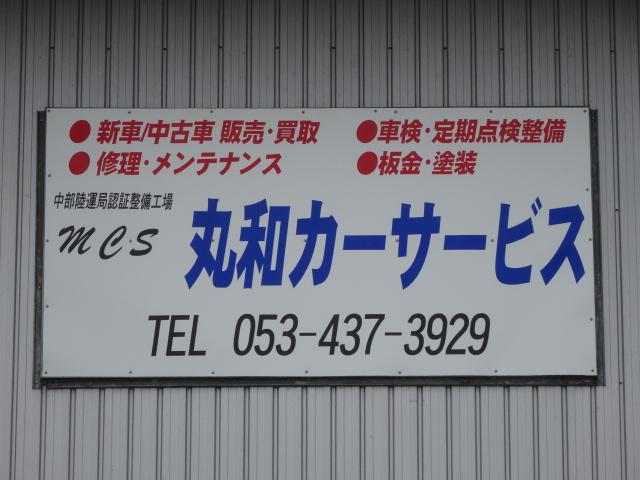 ● 新車/中古車 販売・買取 ●車検・定期点検整備
● 修理・メンテナンス ●板金・塗装
中部陸運局認証整備工場
MCS 丸和カーサービス
TEL 053-437-3929